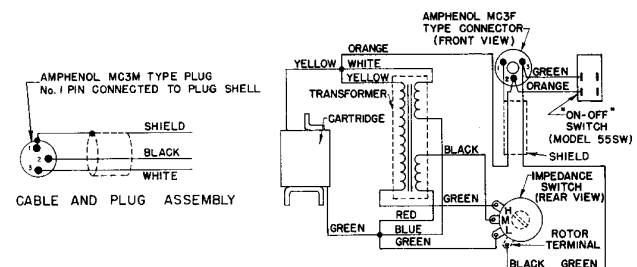 AMPHENOL MC3M TYPE PLUG
No. 1 PIN CONNECTED TO PLUG SHELL
1
2
3
SHIELD
BLACK
WHITE
CABLE AND PLUG ASSEMBLY
AMPHENOL MC3F
TYPE CONNECTOR
(FRONT VIEW)
ORANGE
YELLOW
WHITE
YELLOW
TRANSFORMER
CARTRIDGE
2
3
GREEN
ORANGE
"ON-OFF"
SWITCH
(MODEL 55SW)
SHIELD
BLACK
IMPEDANCE
SWITCH
(REAR VIEW)
GREEN
H
M
L
RED
GREEN
BLUE
GREEN
ROTOR
TERMINAL
BLACK
GREEN